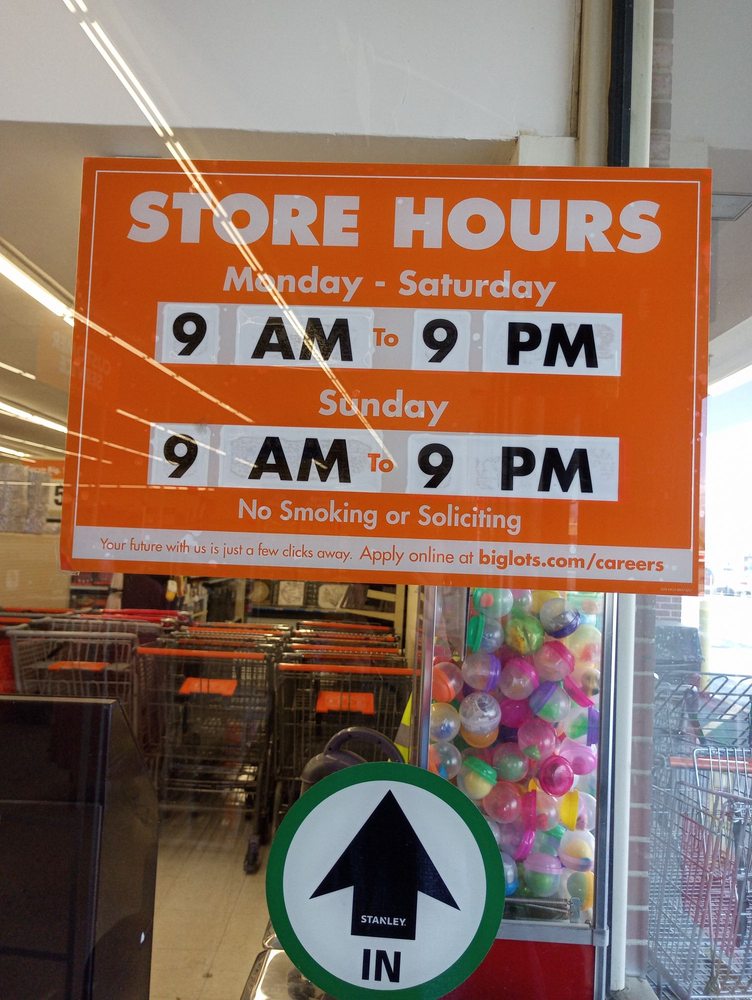 STORE HOURS
Monday - Saturday
9 AM To 9 PM
Sunday
9 AM To 9 PM
No Smoking or Soliciting
Your future with us is just a few clicks away. Apply online at biglots.com/careers
5
STANLEY
IN